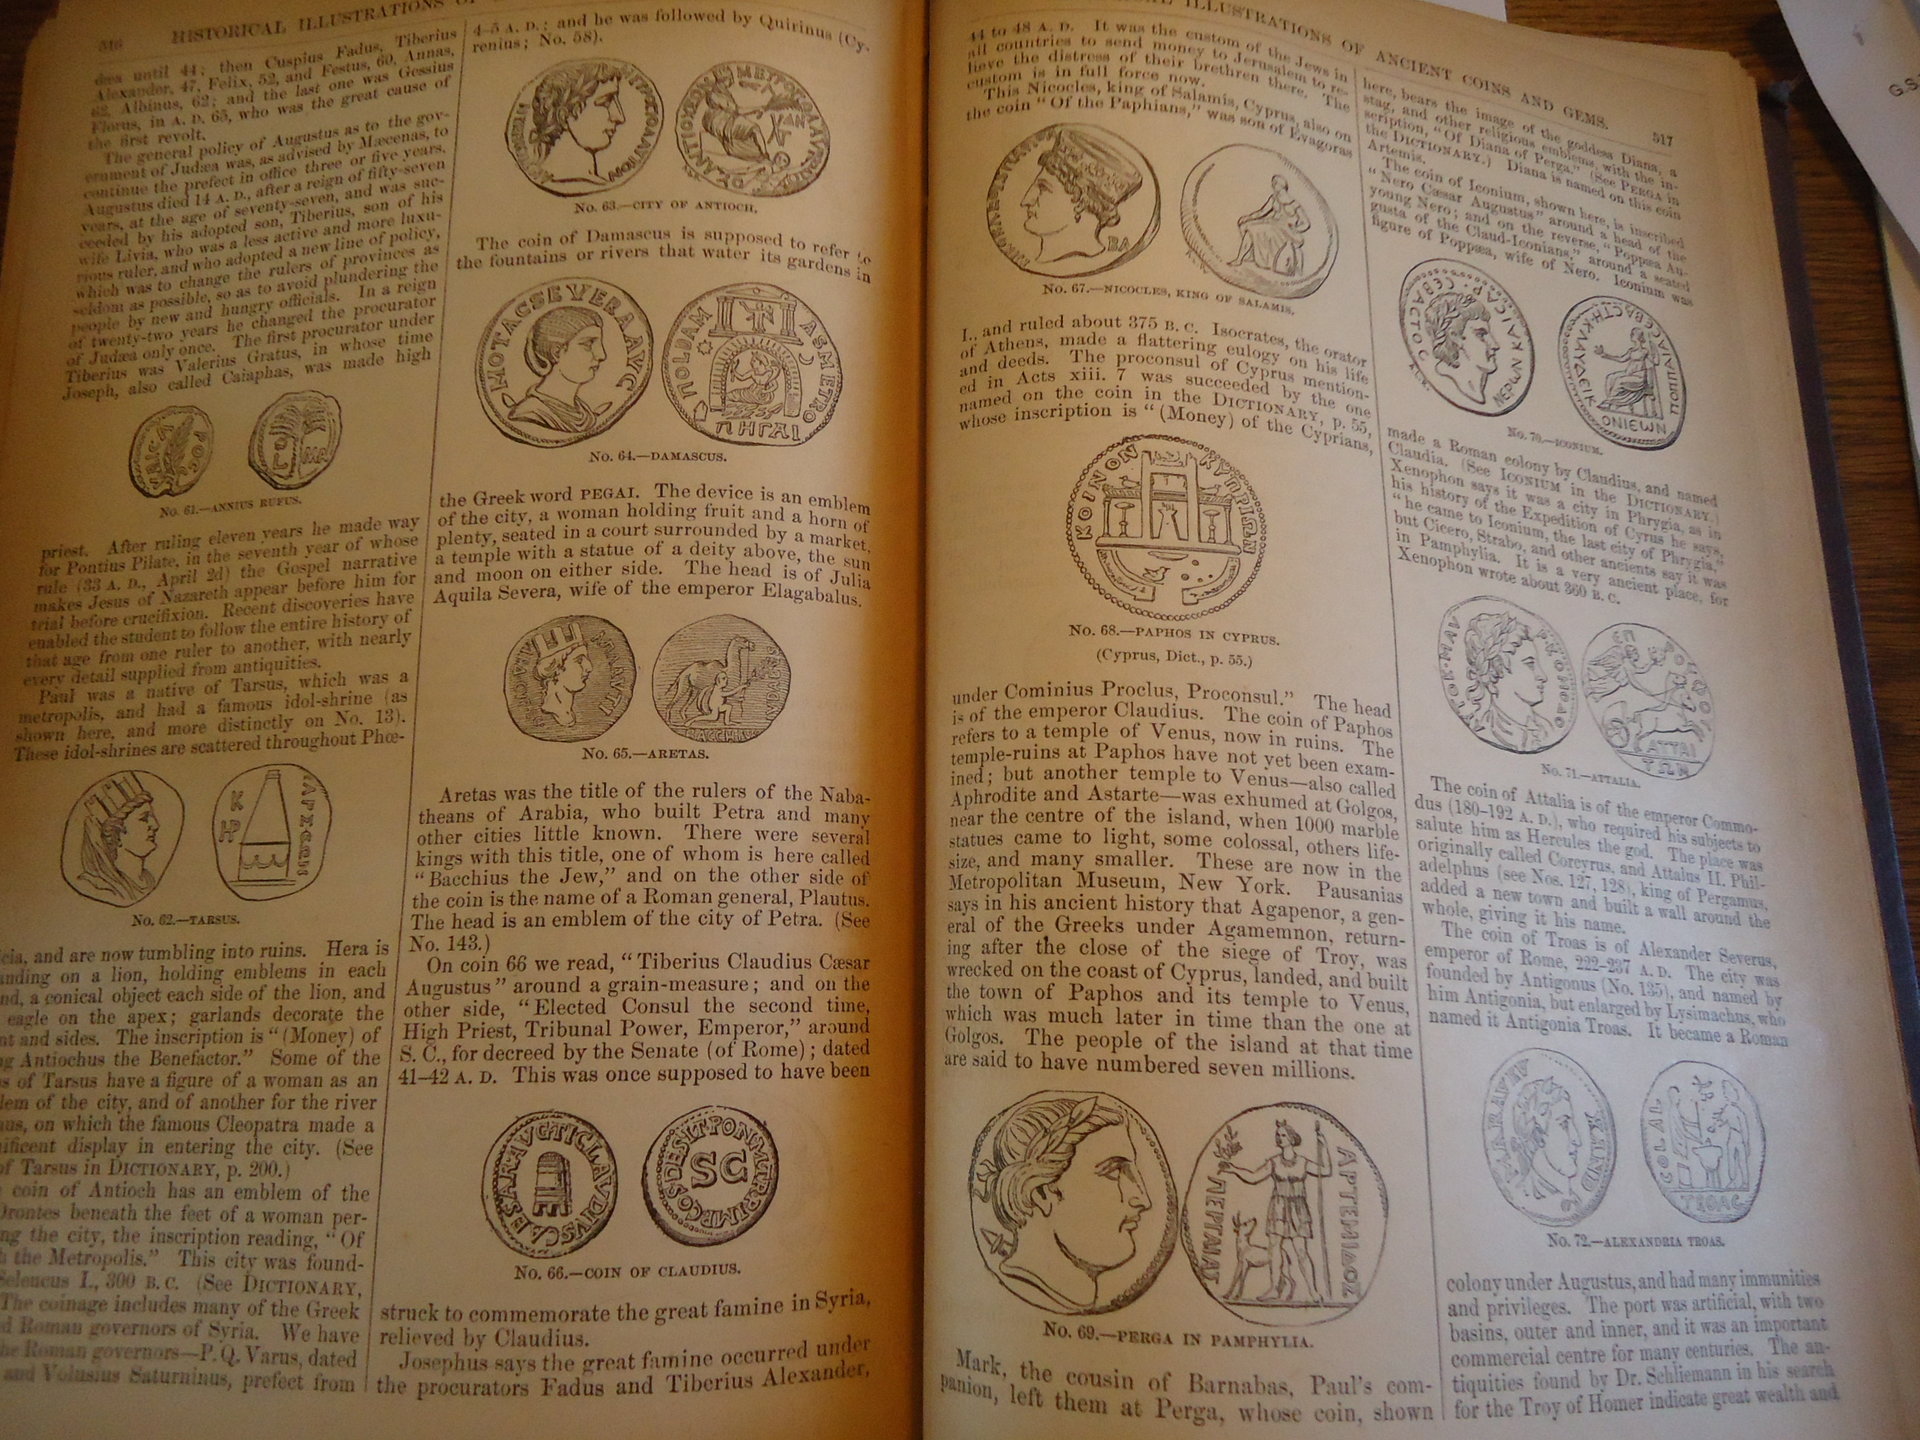 516 HISTORICAL ILLUSTRATIONS OF
dæa until 44; then Cuspius Fadus, Tiberius
Alexander, 47, Felix, 52, and Festus, 60, Annas,
62, Albinus, 62; and the last one was Gessius
Florus, in A. D. 65, who was the great cause of
the first revolt.
The general policy of Augustus as to the gov-
ernment of Judæa was, as advised by Mæcenas, to
continue the prefect in office three or five years.
Augustus died 14 A. D., after a reign of fifty-seven
years, at the age of seventy-seven, and was suc-
ceeded by his adopted son, Tiberius, son of his
wife Livia, who was a less active and more luxu-
rious ruler, and who adopted a new line of policy,
which was to change the rulers of provinces as
seldom as possible, so as to avoid plundering the
people by new and hungry officials. In a reign
of twenty-two years he changed the procurator
of Judæa only once. The first procurator under
Tiberius was Valerius Gratus, in whose time
Joseph, also called Caiaphas, was made high
No. 61.—ANNIUS RUFUS.
priest. After ruling eleven years he made way
for Pontius Pilate, in the seventh year of whose
rule (33 A. D., April 2d) the Gospel narrative
makes Jesus of Nazareth appear before him for
trial before crucifixion. Recent discoveries have
enabled the student to follow the entire history of
that age from one ruler to another, with nearly
every detail supplied from antiquities.
Paul was a native of Tarsus, which was a
metropolis, and had a famous idol-shrine (as
shown here, and more distinctly on No. 13).
These idol-shrines are scattered throughout Phœ-
No. 62.—TARSUS.
icia, and are now tumbling into ruins. Hera is
anding on a lion, holding emblems in each
nd, a conical object each side of the lion, and
eagle on the apex; garlands decorate the
nt and sides. The inscription is "(Money) of
g Antiochus the Benefactor." Some of the
s of Tarsus have a figure of a woman as an
lem of the city, and of another for the river
nus, on which the famous Cleopatra made a
nificent display in entering the city. (See
of Tarsus in DICTIONARY, p. 200.)
coin of Antioch has an emblem of the
Orontes beneath the feet of a woman per-
ng the city, the inscription reading, "Of
h the Metropolis." This city was found-
Seleucus I., 300 B. C. (See DICTIONARY,
The coinage includes many of the Greek
d Roman governors of Syria. We have
he Roman governors—P. Q. Varus, dated
and Volusius Saturninus, prefect from
4-5 A. D.; and he was followed by Quirinus (Cy-
renius; No. 58).
No. 63.—CITY OF ANTIOCH.
The coin of Damascus is supposed to refer to
the fountains or rivers that water its gardens in
MOTACSEVERAAVG
ΠΗΓΑΙ
No. 64.—DAMASCUS.
the Greek word PEGAI. The device is an emblem
of the city, a woman holding fruit and a horn of
plenty, seated in a court surrounded by a market,
a temple with a statue of a deity above, the sun
and moon on either side. The head is of Julia
Aquila Severa, wife of the emperor Elagabalus.
No. 65.—ARETAS.
Aretas was the title of the rulers of the Naba-
theans of Arabia, who built Petra and many
other cities little known. There were several
kings with this title, one of whom is here called
"Bacchius the Jew," and on the other side of
the coin is the name of a Roman general, Plautus.
The head is an emblem of the city of Petra. (See
No. 143.)
On coin 66 we read, "Tiberius Claudius Cæsar
Augustus" around a grain-measure; and on the
other side, "Elected Consul the second time,
High Priest, Tribunal Power, Emperor," around
S. C., for decreed by the Senate (of Rome); dated
41–42 A. D. This was once supposed to have been
SC
No. 66.—COIN OF CLAUDIUS.
struck to commemorate the great famine in Syria,
relieved by Claudius.
Josephus says the great famine occurred under
the procurators Fadus and Tiberius Alexander,
ILLUSTRATIONS OF ANCIENT COINS AND GEMS. 517
44 to 48 A. D. It was the custom of the Jews in
all countries to send money to Jerusalem to re-
lieve the distress of their brethren there. The
custom is in full force now.
This Nicocles, king of Salamis, Cyprus, also on
the coin "Of the Paphians," was son of Evagoras
BA
No. 67.—NICOCLES, KING OF SALAMIS.
I., and ruled about 375 B. C. Isocrates, the orator
of Athens, made a flattering eulogy on his life
and deeds. The proconsul of Cyprus mention-
ed in Acts xiii. 7 was succeeded by the one
named on the coin in the DICTIONARY, p. 55,
whose inscription is "(Money) of the Cyprians,
ΚΟΙΝΟΝ ΚΥΠΡΙΩΝ
No. 68.—PAPHOS IN CYPRUS.
(Cyprus, Dict., p. 55.)
under Cominius Proclus, Proconsul." The head
is of the emperor Claudius. The coin of Paphos
refers to a temple of Venus, now in ruins. The
temple-ruins at Paphos have not yet been exam-
ined; but another temple to Venus—also called
Aphrodite and Astarte—was exhumed at Golgos,
near the centre of the island, when 1000 marble
statues came to light, some colossal, others life-
size, and many smaller. These are now in the
Metropolitan Museum, New York. Pausanias
says in his ancient history that Agapenor, a gen-
eral of the Greeks under Agamemnon, return-
ing after the close of the siege of Troy, was
wrecked on the coast of Cyprus, landed, and built
the town of Paphos and its temple to Venus,
which was much later in time than the one at
Golgos. The people of the island at that time
are said to have numbered seven millions.
ΑΡΤΕΜΙΔΟΣ
No. 69.—PERGA IN PAMPHYLIA.
Mark, the cousin of Barnabas, Paul's com-
panion, left them at Perga, whose coin, shown
here, bears the image of the goddess Diana, a
stag, and other religious emblems, with the in-
scription, "Of Diana of Perga." (See PERGA in
the DICTIONARY.) Diana is named on this coin
Artemis.
The coin of Iconium, shown here, is inscribed
"Nero Cæsar Augustus" around a head of the
young Nero; and on the reverse, "Poppæa Au-
gusta of the Claud-Iconians," around a seated
figure of Poppæa, wife of Nero. Iconium was
No. 70.—ICONIUM.
made a Roman colony by Claudius, and named
Claudia. (See ICONIUM in the DICTIONARY.)
Xenophon says it was a city in Phrygia, as in
his history of the Expedition of Cyrus he says,
"he came to Iconium, the last city of Phrygia,"
but Cicero, Strabo, and other ancients say it was
in Pamphylia. It is a very ancient place, for
Xenophon wrote about 360 B. C.
ΑΤΤΑΙ
ΤΩΝ
No. 71.—ATTALIA.
The coin of Attalia is of the emperor Commo-
dus (180-192 A. D.), who required his subjects to
salute him as Hercules the god. The place was
originally called Corcyrus, and Attalus II. Phil-
adelphus (see Nos. 127, 128), king of Pergamus,
added a new town and built a wall around the
whole, giving it his name.
The coin of Troas is of Alexander Severus,
emperor of Rome, 222-237 A. D. The city was
founded by Antigonus (No. 135), and named by
him Antigonia, but enlarged by Lysimachus, who
named it Antigonia Troas. It became a Roman
No. 72.—ALEXANDRIA TROAS.
colony under Augustus, and had many immunities
and privileges. The port was artificial, with two
basins, outer and inner, and it was an important
commercial centre for many centuries. The an-
tiquities found by Dr. Schliemann in his search
for the Troy of Homer indicate great wealth and